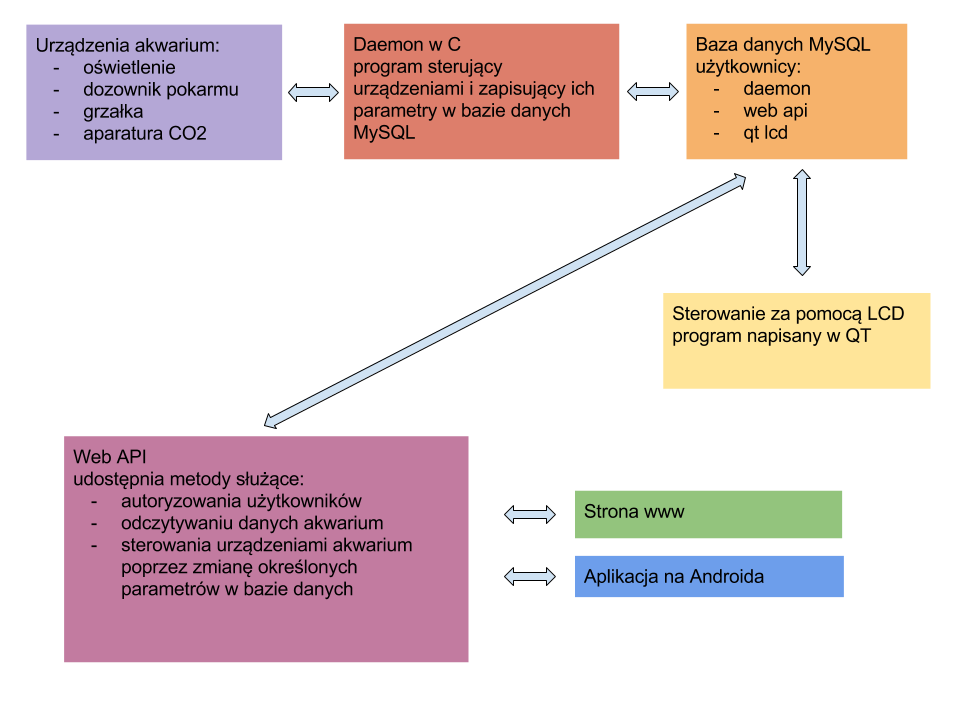 Urządzenia akwarium:
- oświetlenie
- dozownik pokarmu
- grzałka
- aparatura CO2
Daemon w C
program sterujący
urządzeniami i zapisujący ich
parametry w bazie danych
MySQL
Baza danych MySQL
użytkownicy:
- daemon
- web api
- qt lcd
Sterowanie za pomocą LCD
program napisany w QT
Web API
udostępnia metody służące:
- autoryzowania użytkowników
- odczytywaniu danych akwarium
- sterowania urządzeniami akwarium
poprzez zmianę określonych
parametrów w bazie danych
Strona www
Aplikacja na Androida